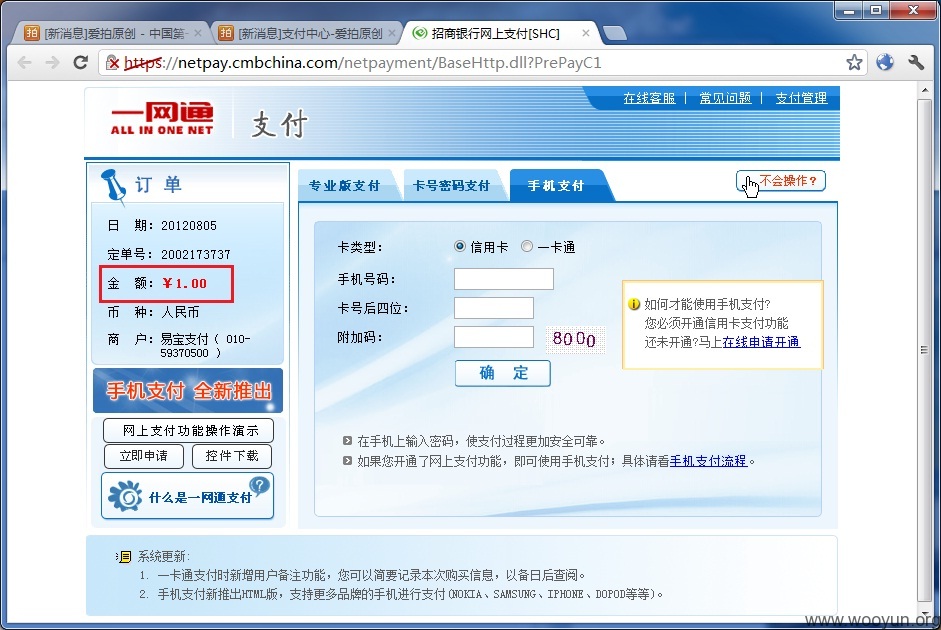 [新消息]爱拍原创 - 中国第一
[新消息]支付中心-爱拍原创
招商银行网上支付[SHC]
https://netpay.cmbchina.com/netpayment/BaseHttp.dll?PrePayC1
在线客服 | 常见问题 | 支付管理
一网通
ALL IN ONE NET
支付
订 单
日 期：20120805
定单号：2002173737
金 额：￥1.00
币 种：人民币
商 户：易宝支付（ 010-
59370500 ）
手机支付 全新推出
网上支付功能操作演示
立即申请
控件下载
什么是一网通支付
专业版支付
卡号密码支付
手机支付
不会操作？
卡类型：
信用卡
一卡通
手机号码：
卡号后四位：
附加码：
8000
确 定
如何才能使用手机支付?
您必须开通信用卡支付功能
还未开通?马上在线申请开通
在手机上输入密码，使支付过程更加安全可靠。
如果您开通了网上支付功能，即可使用手机支付；具体请看手机支付流程。
系统更新:
1. 一卡通支付时新增用户备注功能，您可以简要记录本次购买信息，以备日后查阅。
2. 手机支付新推出HTML版，支持更多品牌的手机进行支付(NOKIA、SAMSUNG、IPHONE、DOPOD等等)。
www.wooyun.org